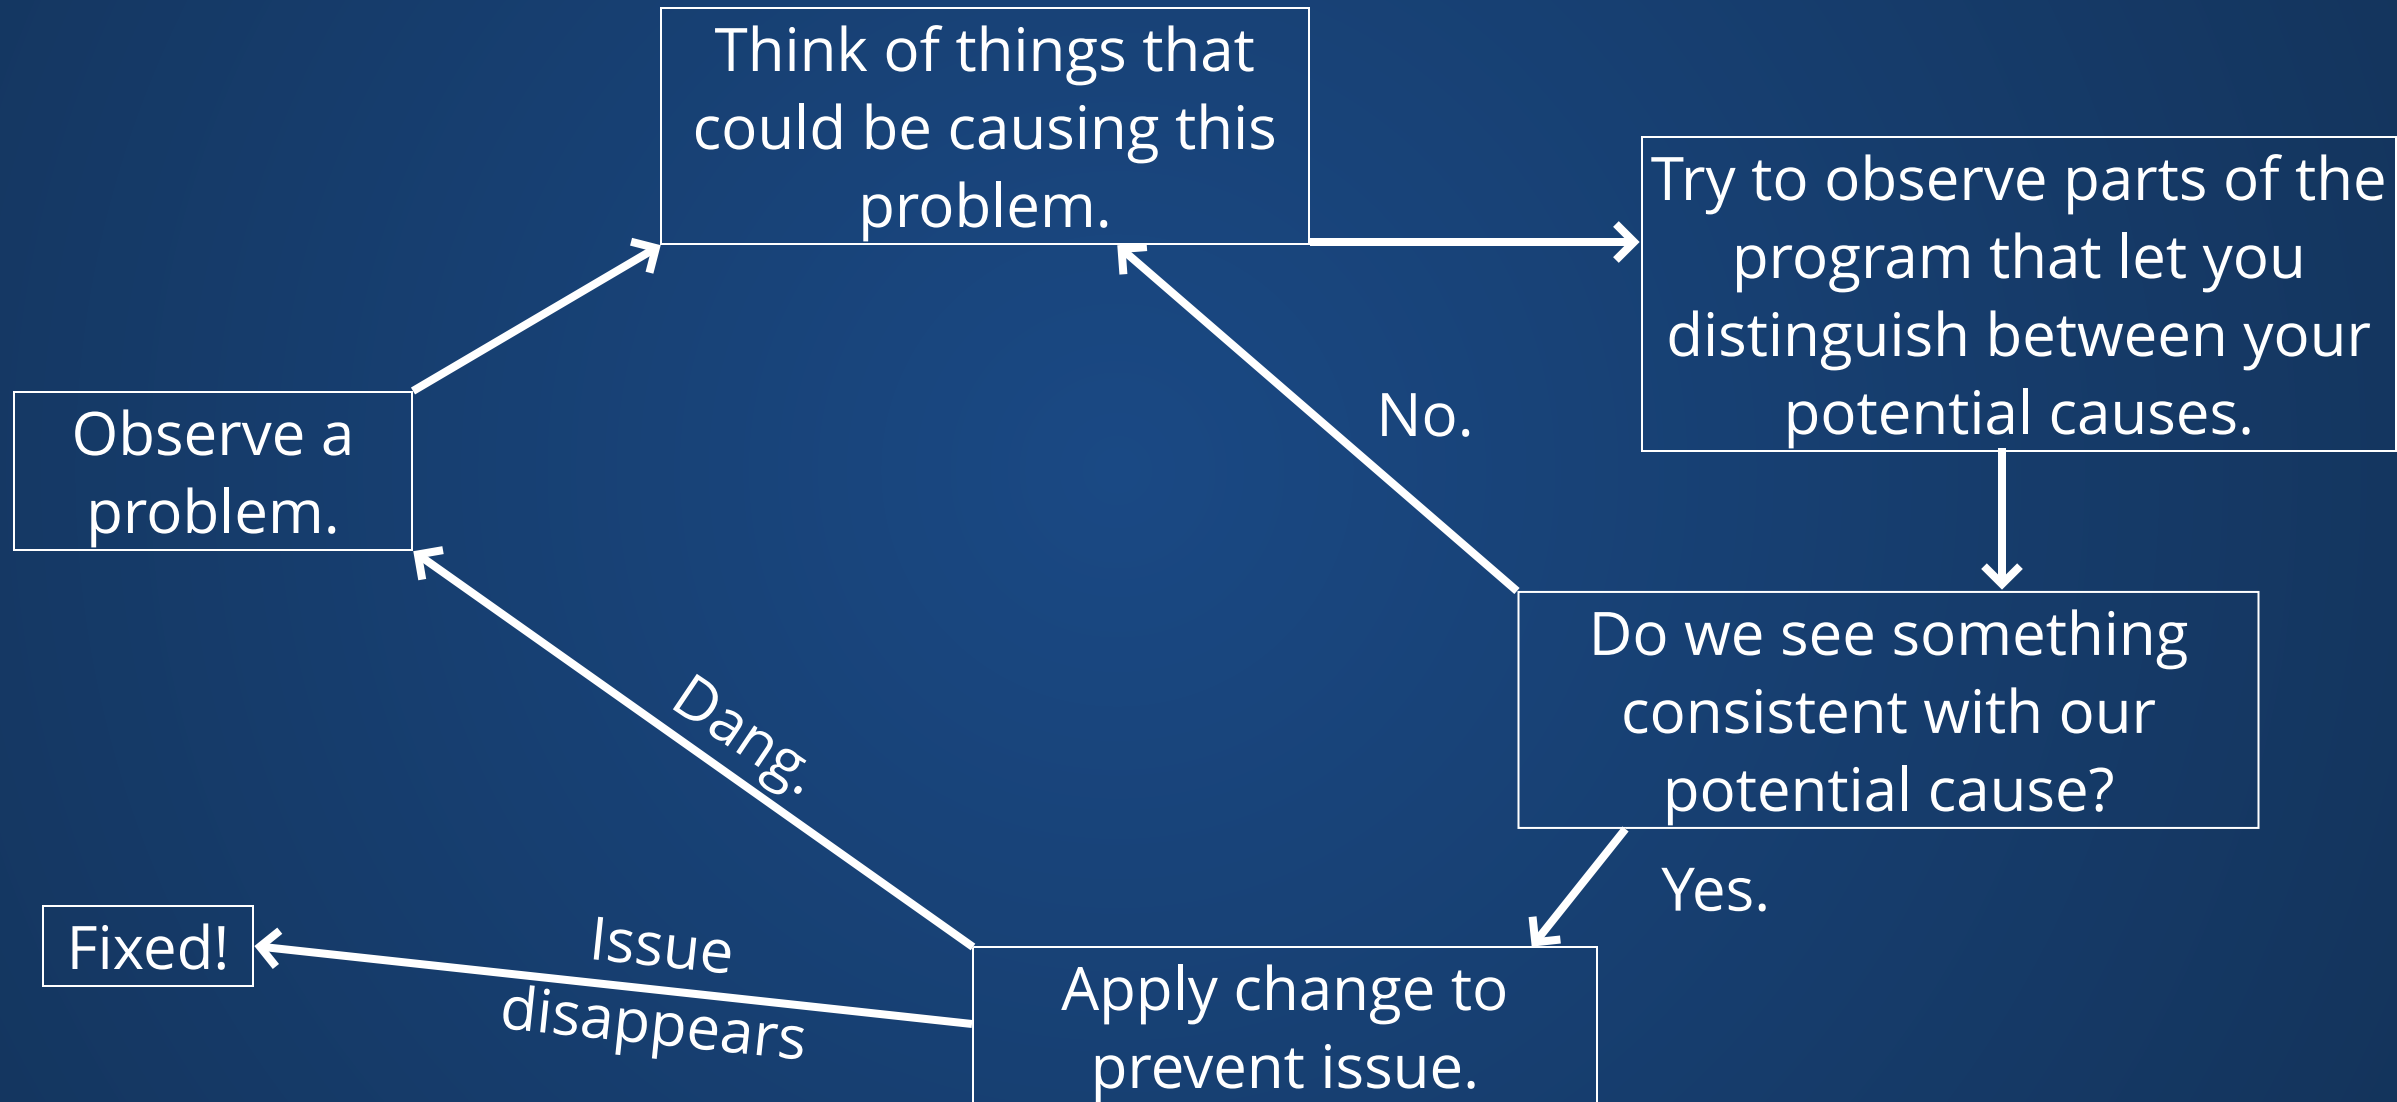 Think of things that
could be causing this
problem.
Try to observe parts of the
program that let you
distinguish between your
potential causes.
No.
Observe a
problem.
Do we see something
consistent with our
potential cause?
Dang.
Yes.
Fixed!
Issue
disappears
Apply change to
prevent issue.